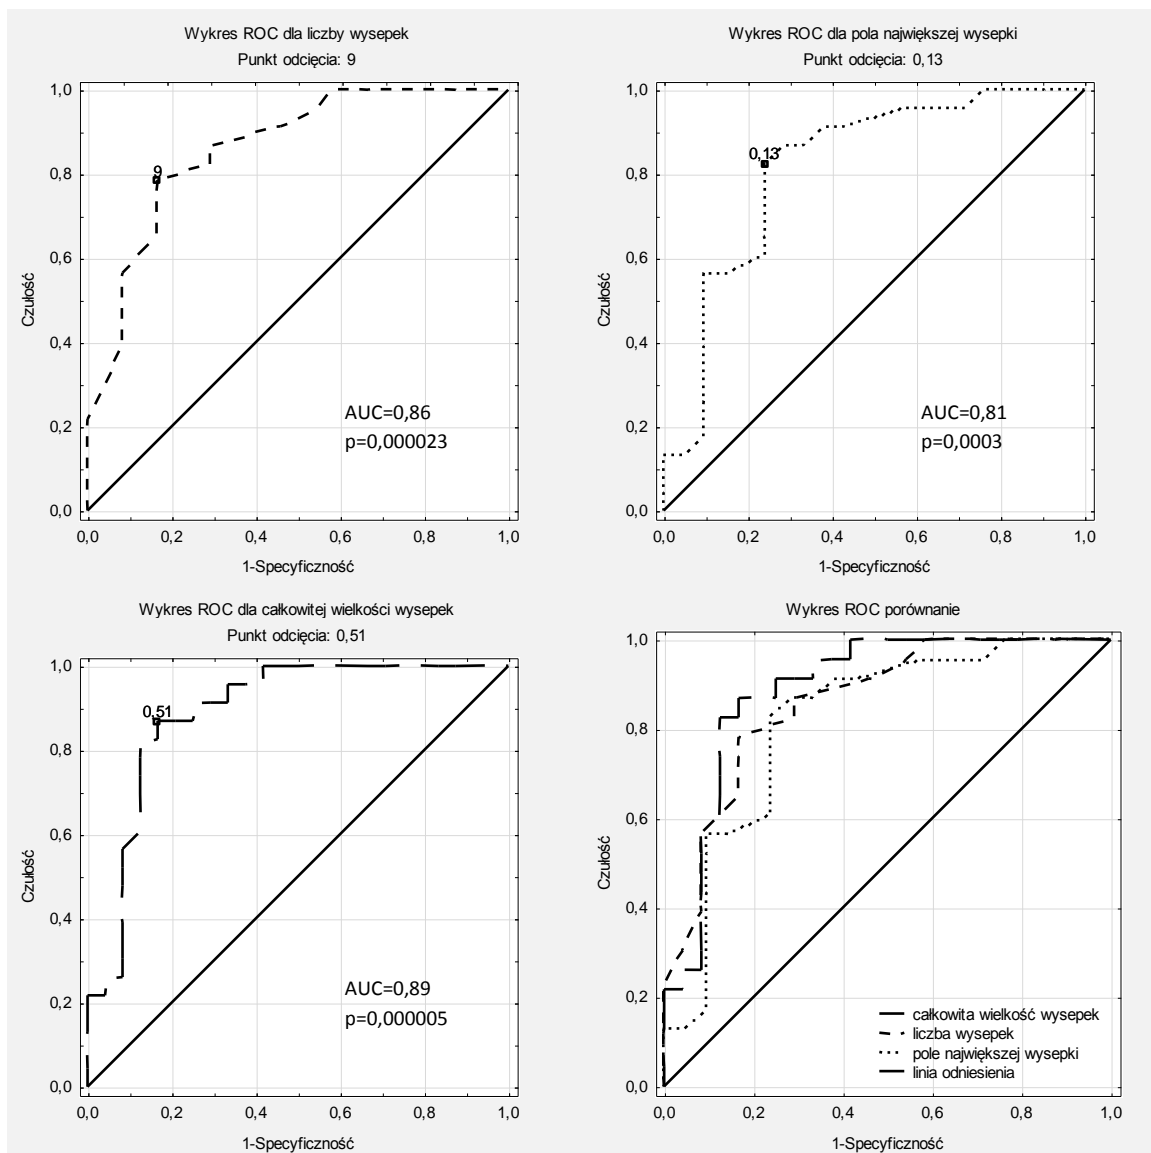 Wykres ROC dla liczby wysepek
Punkt odcięcia: 9
1,0
0,8
0,6
0,4
0,2
0,0
Czułość
9
AUC=0,86
p=0,000023
0,0 0,2 0,4 0,6 0,8 1,0
1-Specyficzność
Wykres ROC dla pola największej wysepki
Punkt odcięcia: 0,13
1,0
0,8
0,6
0,4
0,2
0,0
Czułość
0,13
AUC=0,81
p=0,0003
0,0 0,2 0,4 0,6 0,8 1,0
1-Specyficzność
Wykres ROC dla całkowitej wielkości wysepek
Punkt odcięcia: 0,51
1,0
0,8
0,6
0,4
0,2
0,0
Czułość
0,51
AUC=0,89
p=0,000005
0,0 0,2 0,4 0,6 0,8 1,0
1-Specyficzność
Wykres ROC porównanie
1,0
0,8
0,6
0,4
0,2
0,0
Czułość
całkowita wielkość wysepek
liczba wysepek
pole największej wysepki
linia odniesienia
0,0 0,2 0,4 0,6 0,8 1,0
1-Specyficzność